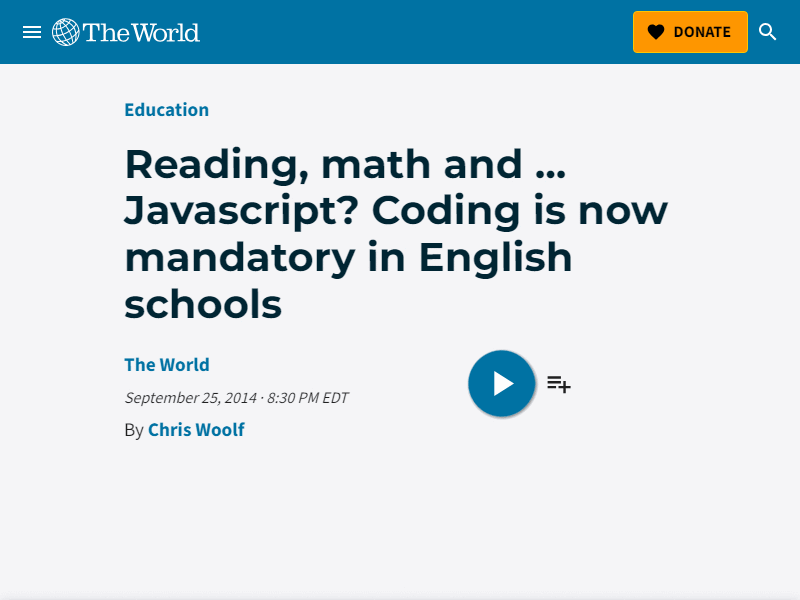 The World
DONATE
Education
Reading, math and ...
Javascript? Coding is now
mandatory in English
schools
The World
September 25, 2014 · 8:30 PM EDT
By Chris Woolf